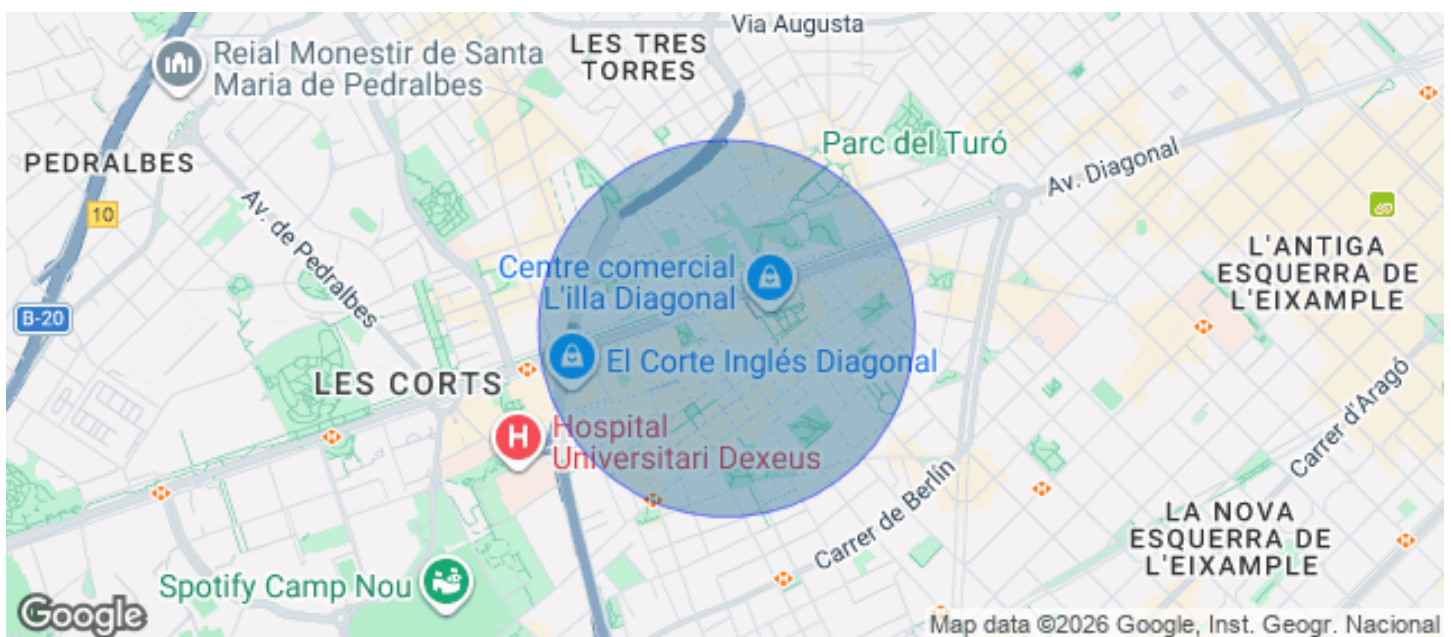 Via Augusta
LES TRES
TORRES
Reial Monestir de Santa
Maria de Pedralbes
Parc del Turó
PEDRALBES
Av. Diagonal
10
Av. de Pedralbes
L'ANTIGA
ESQUERRA DE
L'EIXAMPLE
Centre comercial
L'illa Diagonal
B-20
El Corte Inglés Diagonal
LES CORTS
Carrer d'Aragó
H
Hospital
Universitari Dexeus
Carrer de Berlín
LA NOVA
ESQUERRA DE
L'EIXAMPLE
Spotify Camp Nou
Google
Map data ©2026 Google, Inst. Geogr. Nacional